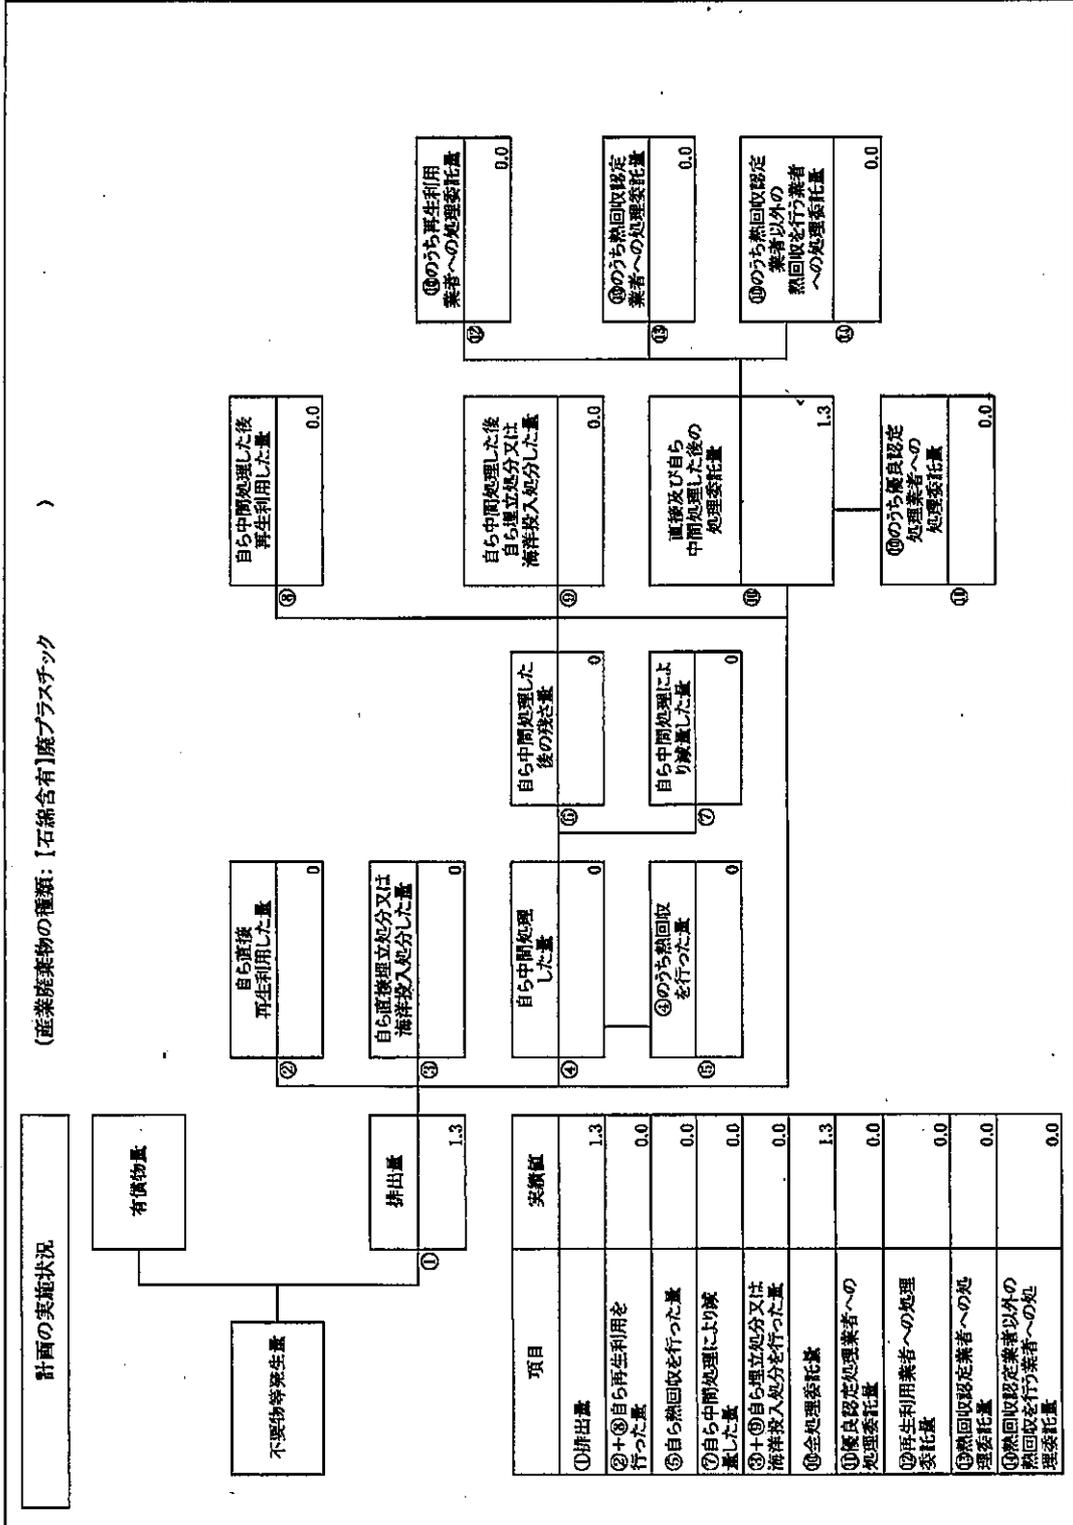 計画の実施状況
(産業廃棄物の種類:【石綿含有】廃プラスチック )
不要物等発生量
有償物量
①
排出量
1.3
②
自ら直接
再生利用した量
0
③
自ら直接埋立処分又は
海洋投入処分した量
0
④
自ら中間処理
した量
0
⑤
④のうち熱回収
を行った量
0
⑥
自ら中間処理した
後の残さ量
0
⑦
自ら中間処理によ
り減量した量
0
⑧
自ら中間処理した後
再生利用した量
0.0
⑨
自ら中間処理した後
自ら埋立処分又は
海洋投入処分した量
0.0
⑩
直接及び自ら
中間処理した後の
処理委託量
1.3
⑪
⑩のうち優良認定
処理業者への
処理委託量
0.0
⑫
⑩のうち再生利用
業者への処理委託量
0.0
⑬
⑩のうち熱回収認定
業者への処理委託量
0.0
⑭
⑩のうち熱回収認定
業者以外の
熱回収を行う業者
への処理委託量
0.0
項目 実績値
①排出量 1.3
②+⑧自ら再生利用を
行った量 0.0
⑤自ら熱回収を行った量 0.0
⑦自ら中間処理により減
量した量 0.0
③+⑨自ら埋立処分又は
海洋投入処分を行った量 0.0
⑩全処理委託量 1.3
⑪優良認定処理業者への
処理委託量 0.0
⑫再生利用業者への処理
委託量 0.0
⑬熱回収認定業者への処
理委託量 0.0
⑭熱回収認定業者以外の
熱回収を行う業者への処
理委託量 0.0